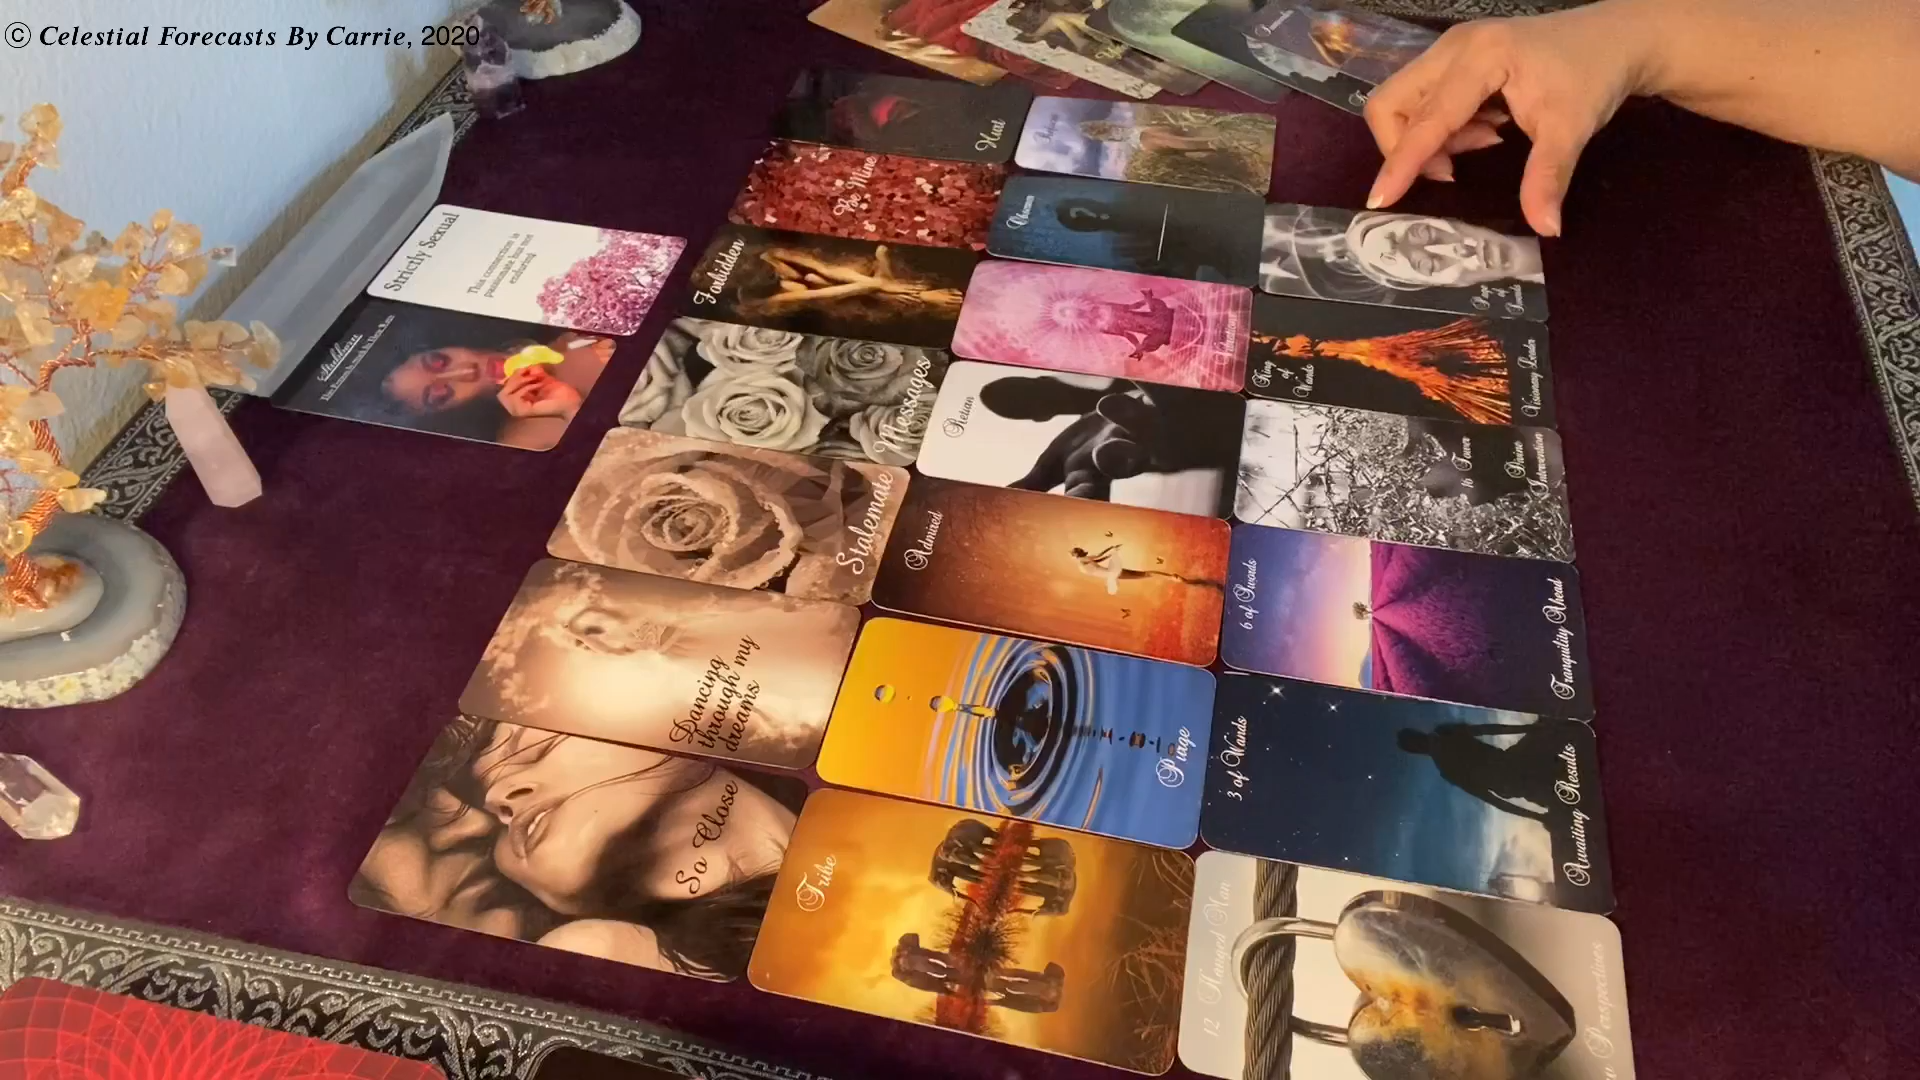 © Celestial Forecasts By Carrie, 2020
Hurt
Be Mine
Strictly Sexual
This connection is
passionate but not
enduring
Forbidden
Page
of
Swords
King
of
Wands
Visionary Leader
Messages
16 Tower
Divine
Intervention
Stalemate
Admired
6 of Swords
Tranquility Ahead
Dancing
through my
dreams
Purge
3 of Wands
Awaiting Results
So Close
Tribe
12 Hanged Man
Perspectives